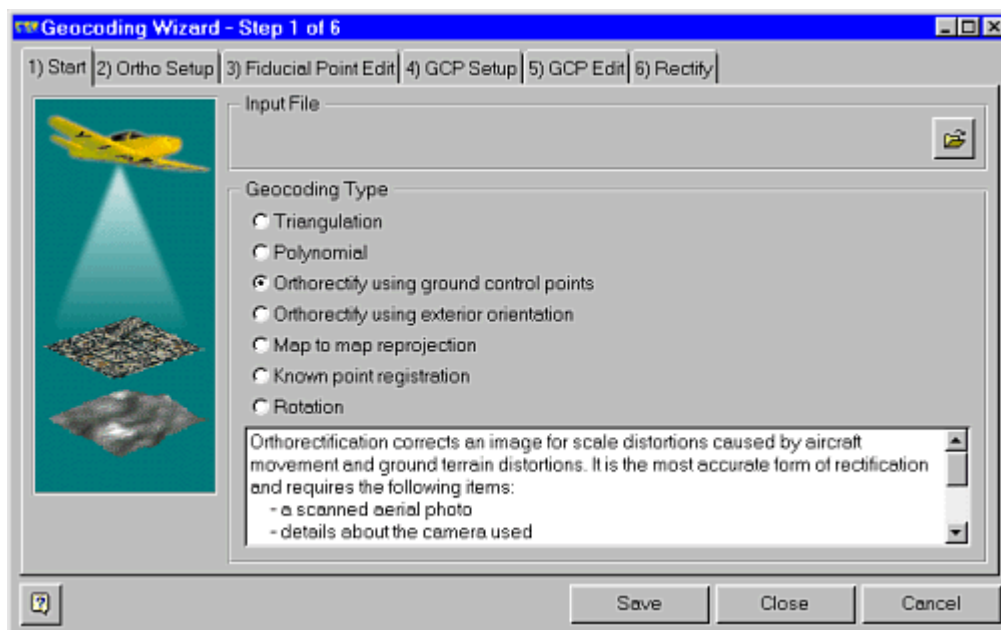 Geocoding Wizard - Step 1 of 6
1) Start 2) Ortho Setup 3) Fiducial Point Edit 4) GCP Setup 5) GCP Edit 6) Rectify
Input File
Geocoding Type
Triangulation
Polynomial
Orthorectify using ground control points
Orthorectify using exterior orientation
Map to map reprojection
Known point registration
Rotation
Orthorectification corrects an image for scale distortions caused by aircraft
movement and ground terrain distortions. It is the most accurate form of rectification
and requires the following items:
- a scanned aerial photo
- details about the camera used
Save Close Cancel